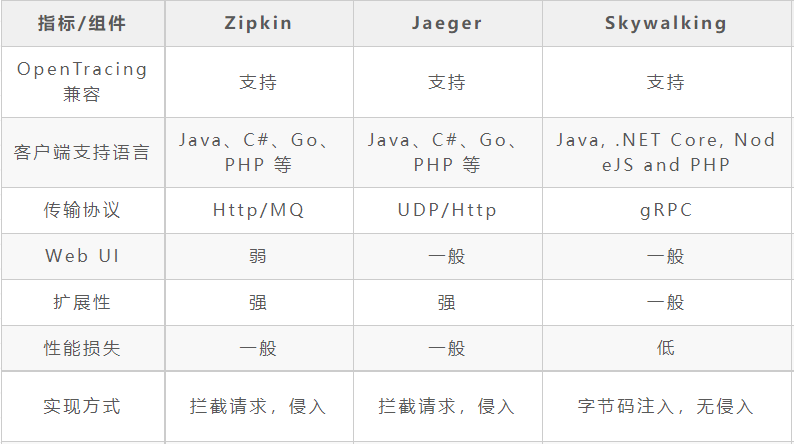 指标/组件 Zipkin Jaeger Skywalking
OpenTracing
兼容
支持 支持 支持
客户端支持语言
Java、C#、Go、
PHP 等
Java、C#、Go、
PHP 等
Java, .NET Core, Nod
eJS and PHP
传输协议 Http/MQ UDP/Http gRPC
Web UI 弱 一般 一般
扩展性 强 强 一般
性能损失 一般 一般 低
实现方式 拦截请求，侵入 拦截请求，侵入 字节码注入，无侵入